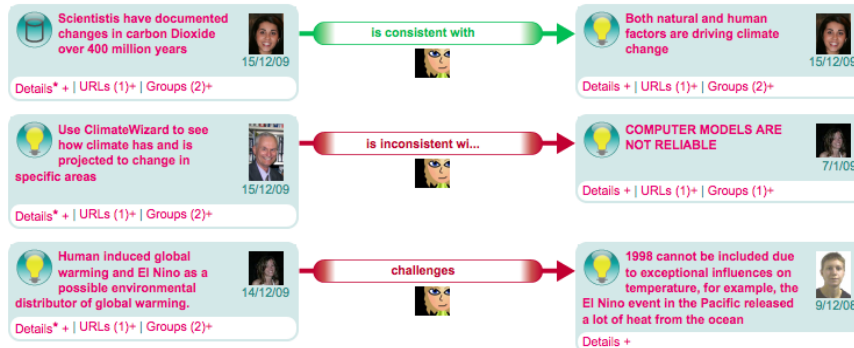 Scientistis have documented
changes in carbon Dioxide
over 400 million years
15/12/09
Details* + | URLs (1)+ | Groups (2)+
is consistent with
Both natural and human
factors are driving climate
change
15/12/09
Details + | URLs (1)+ | Groups (2)+
Use ClimateWizard to see
how climate has and is
projected to change in
specific areas
15/12/09
Details* + | URLs (1)+ | Groups (2)+
is inconsistent wi...
COMPUTER MODELS ARE
NOT RELIABLE
7/1/09
Details + | URLs (1)+ | Groups (1)+
Human induced global
warming and El Nino as a
possible environmental
distributor of global warming.
14/12/09
Details* + | URLs (1)+ | Groups (2)+
challenges
1998 cannot be included due
to exceptional influences on
temperature, for example, the
El Nino event in the Pacific released
a lot of heat from the ocean
9/12/08
Details +